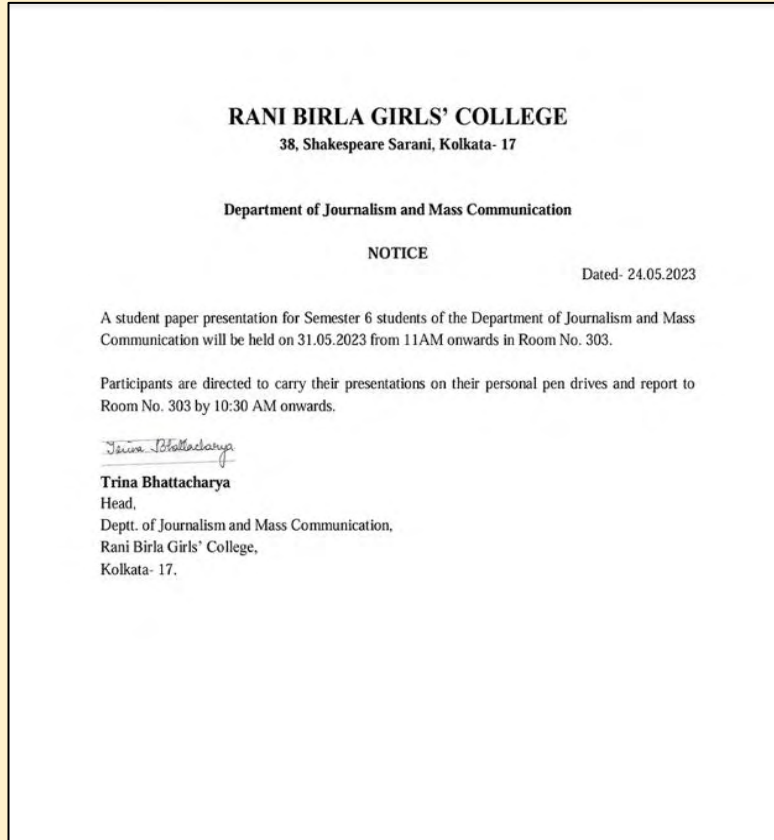 RANI BIRLA GIRLS’ COLLEGE
38, Shakespeare Sarani, Kolkata- 17
Department of Journalism and Mass Communication
NOTICE
Dated- 24.05.2023
A student paper presentation for Semester 6 students of the Department of Journalism and Mass
Communication will be held on 31.05.2023 from 11AM onwards in Room No. 303.
Participants are directed to carry their presentations on their personal pen drives and report to
Room No. 303 by 10:30 AM onwards.
Trina Bhattacharya
Trina Bhattacharya
Head,
Deptt. of Journalism and Mass Communication,
Rani Birla Girls’ College,
Kolkata- 17.